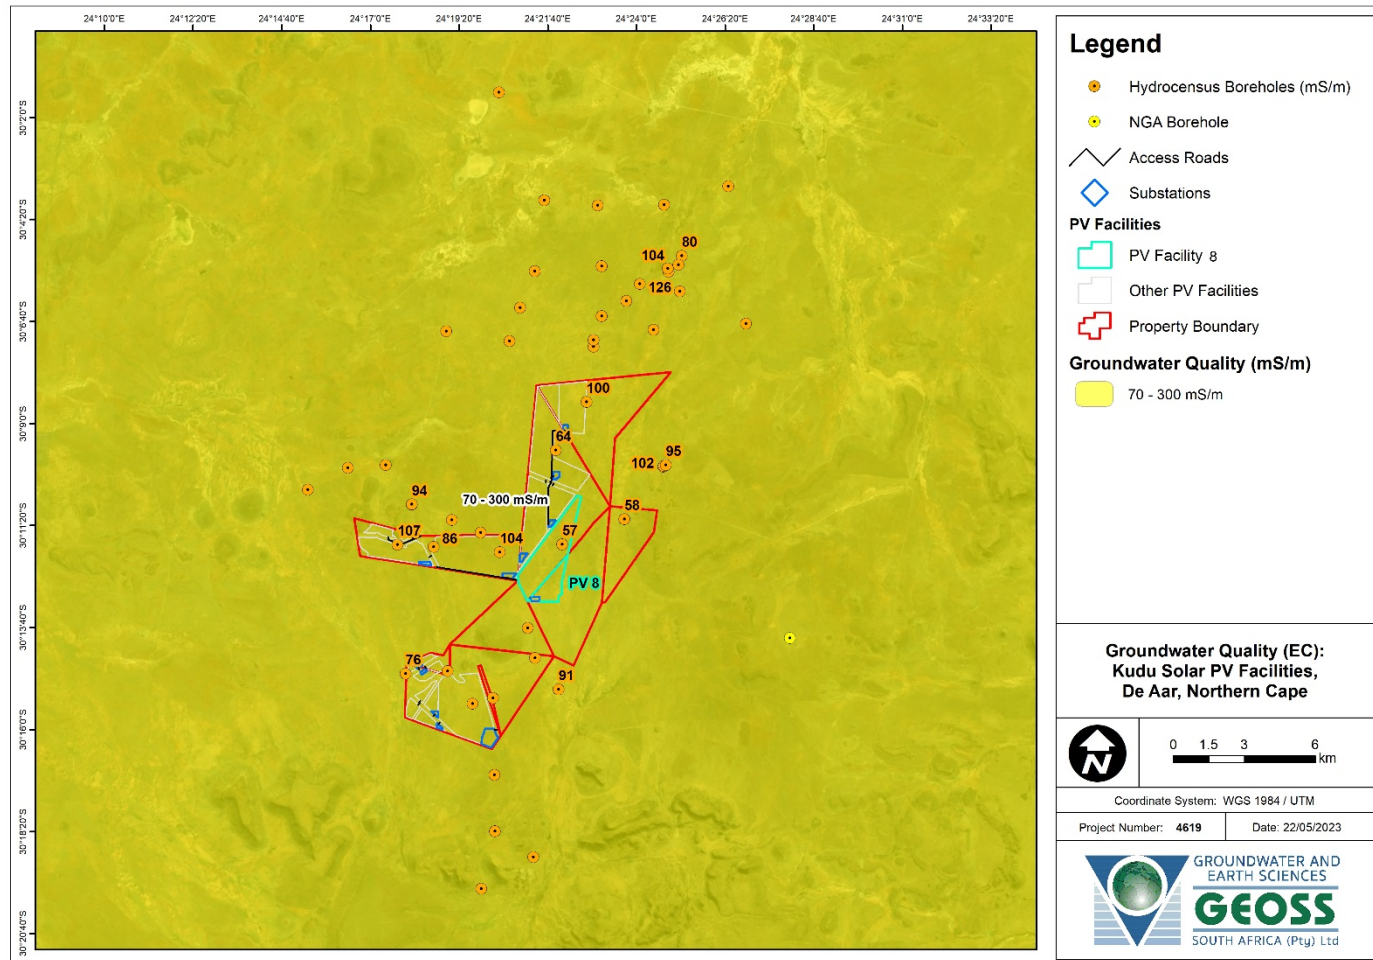 24°10'0"E
24°12'20"E
24°14'40"E
24°17'0"E
24°19'20"E
24°21'40"E
24°24'0"E
24°26'20"E
24°28'40"E
24°31'0"E
24°33'20"E
30°2'0"S
30°4'20"S
30°6'40"S
30°9'0"S
30°11'20"S
30°13'40"S
30°16'0"S
30°18'20"S
30°20'40"S
80
104
126
100
64
95
102
94
70 - 300 mS/m
58
107
86
104
57
PV 8
76
91
Legend
Hydrocensus Boreholes (mS/m)
NGA Borehole
Access Roads
Substations
PV Facilities
PV Facility 8
Other PV Facilities
Property Boundary
Groundwater Quality (mS/m)
70 - 300 mS/m
Groundwater Quality (EC):
Kudu Solar PV Facilities,
De Aar, Northern Cape
N
0 1.5 3 6
km
Coordinate System: WGS 1984 / UTM
Project Number: 4619
Date: 22/05/2023
GROUNDWATER AND
EARTH SCIENCES
GEOSS
SOUTH AFRICA (Pty) Ltd